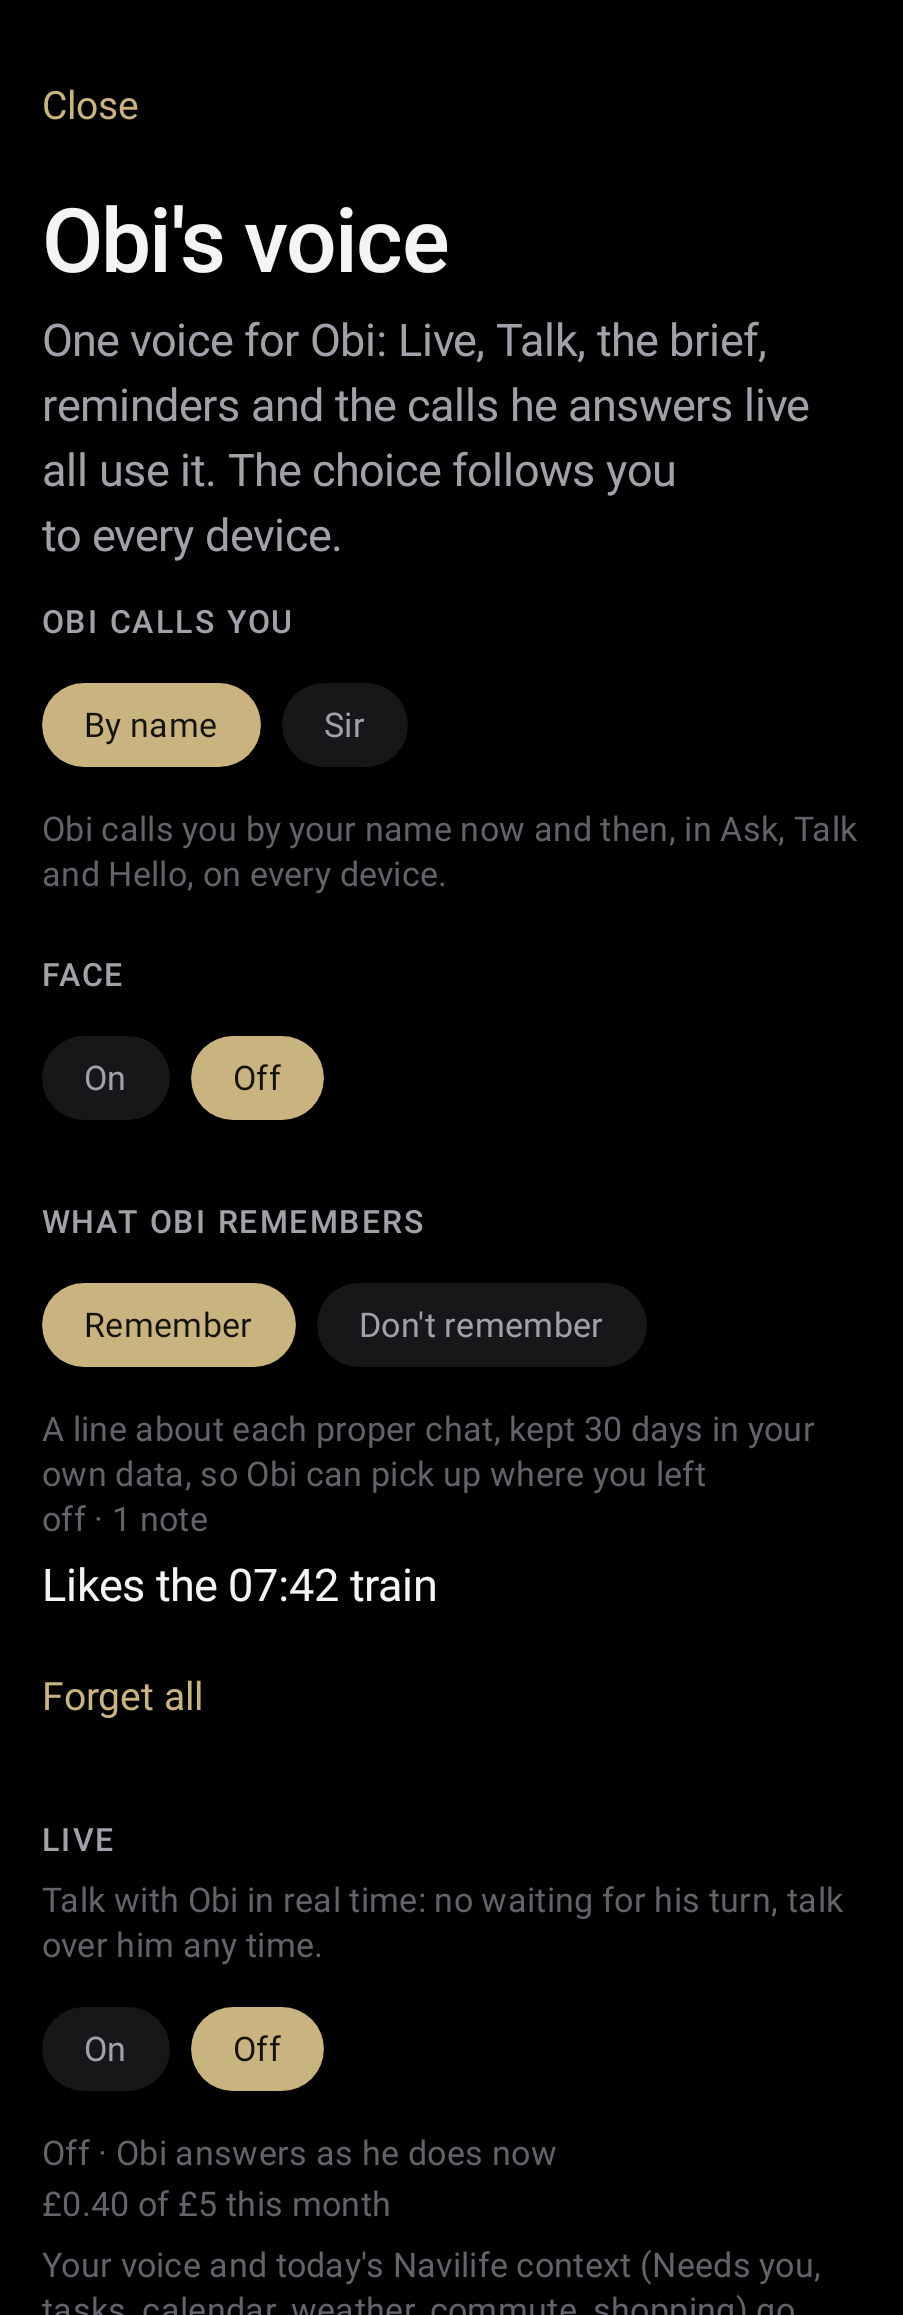 Close
Obi's voice
One voice for Obi: Live, Talk, the brief,
reminders and the calls he answers live
all use it. The choice follows you
to every device.
OBI CALLS YOU
By name
Sir
Obi calls you by your name now and then, in Ask, Talk
and Hello, on every device.
FACE
On
Off
WHAT OBI REMEMBERS
Remember
Don't remember
A line about each proper chat, kept 30 days in your
own data, so Obi can pick up where you left
off · 1 note
Likes the 07:42 train
Forget all
LIVE
Talk with Obi in real time: no waiting for his turn, talk
over him any time.
On
Off
Off · Obi answers as he does now
£0.40 of £5 this month
Your voice and today's Navilife context (Needs you,
tasks, calendar, weather, commute, shopping) go